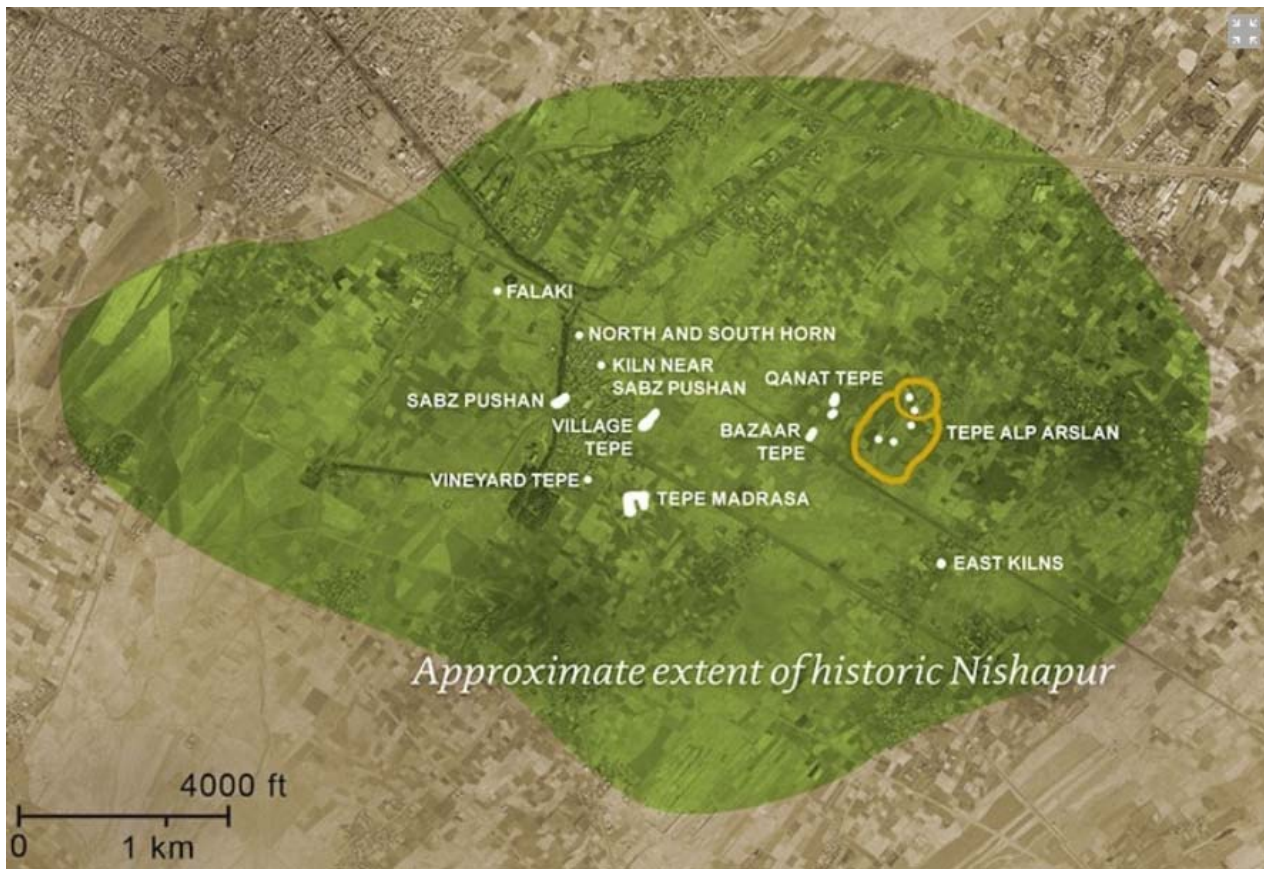 FALAKI
NORTH AND SOUTH HORN
KILN NEAR
SABZ PUSHAN
QANAT TEPE
SABZ PUSHAN
VILLAGE
TEPE
BAZAAR
TEPE
TEPE ALP ARSLAN
VINEYARD TEPE
TEPE MADRASA
EAST KILNS
Approximate extent of historic Nishapur
4000 ft
0
1 km